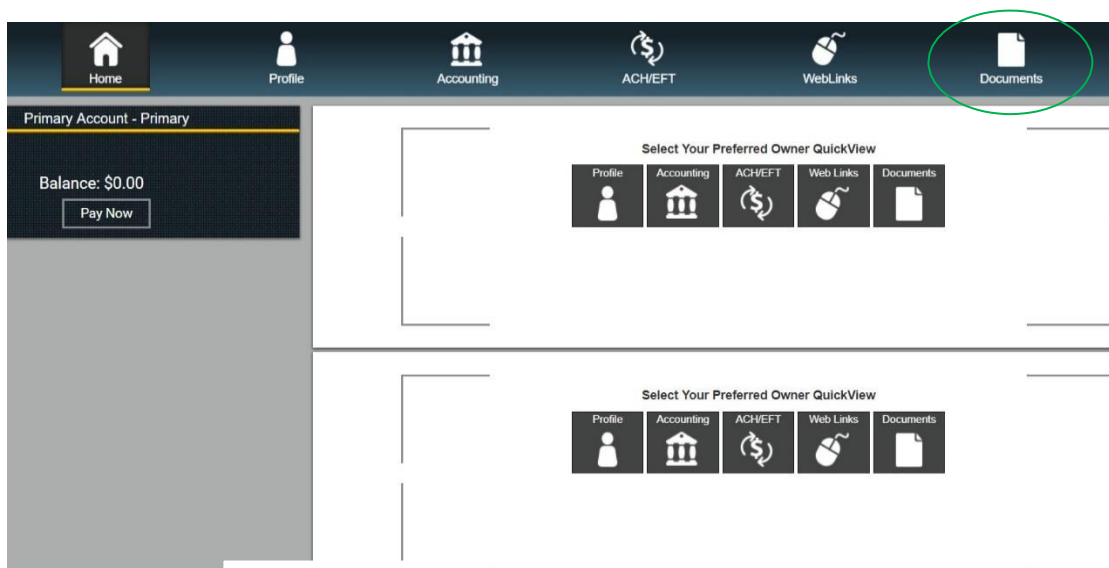 Home Profile Accounting ACH/EFT WebLinks Documents
Primary Account - Primary
Balance: $0.00
Pay Now
Select Your Preferred Owner QuickView
Profile Accounting ACH/EFT Web Links Documents
Select Your Preferred Owner QuickView
Profile Accounting ACH/EFT Web Links Documents